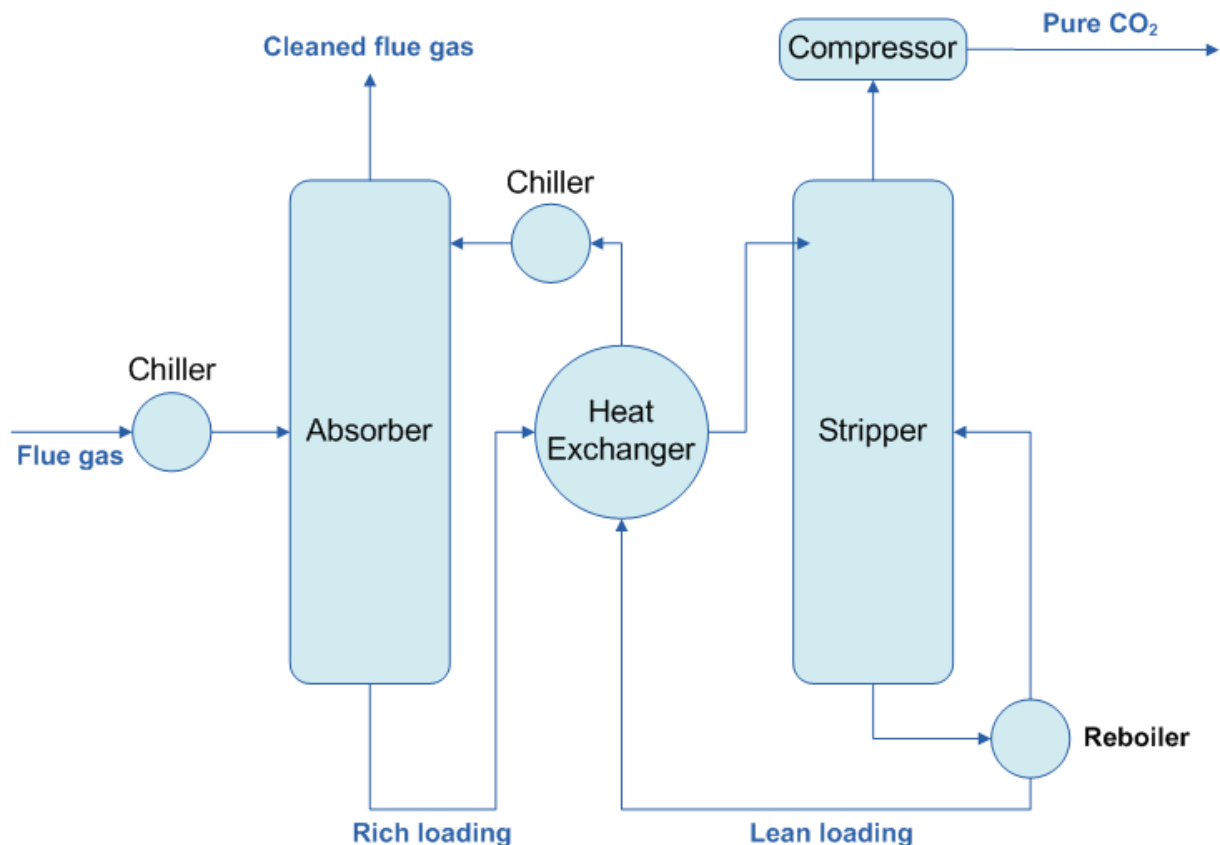 Cleaned flue gas
Compressor
Pure CO₂
Chiller
Chiller
Flue gas
Absorber
Heat
Exchanger
Stripper
Reboiler
Rich loading
Lean loading